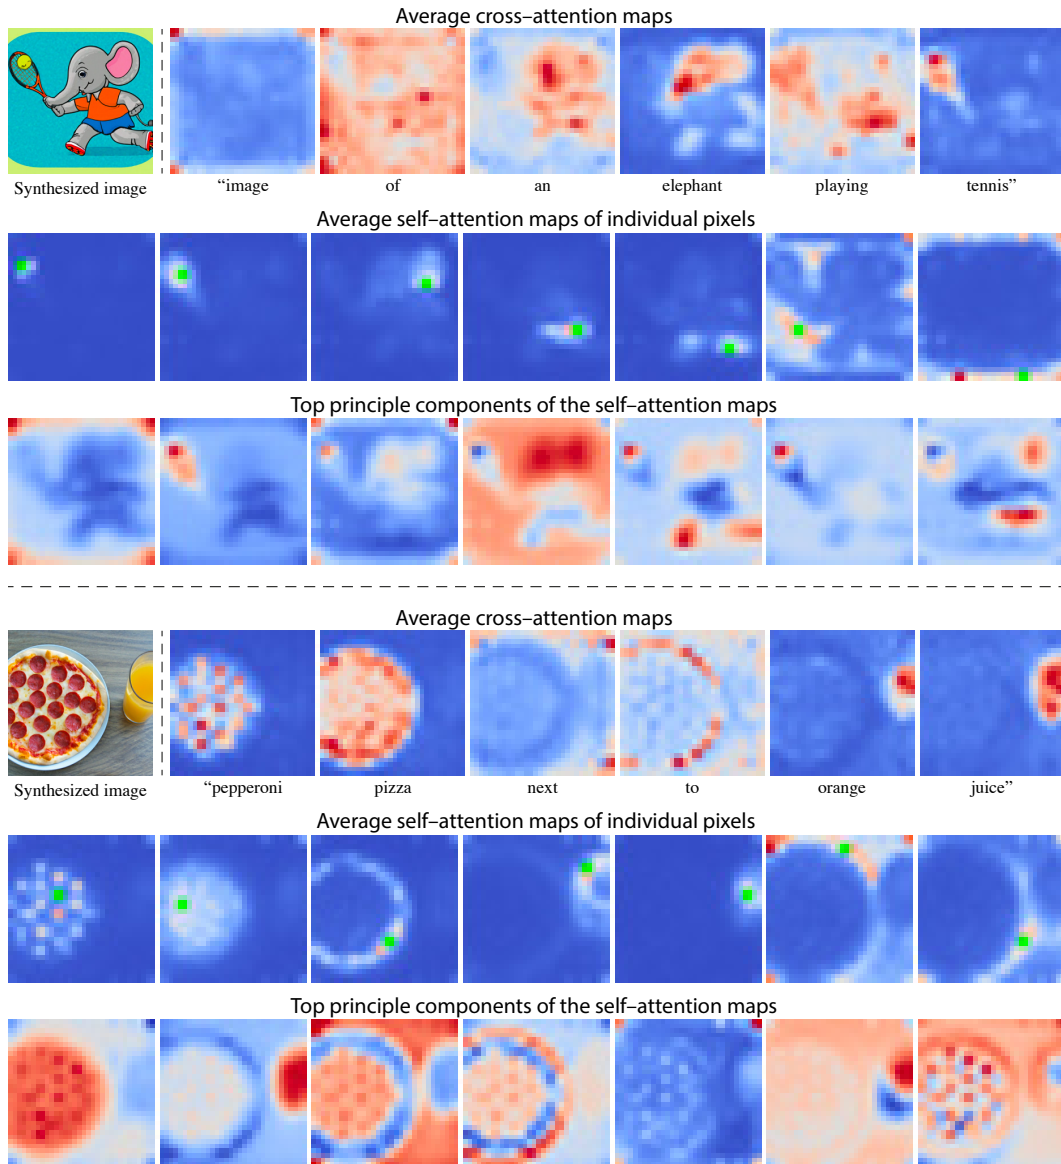 Average cross–attention maps
Synthesized image “image of an elephant playing tennis”
Average self–attention maps of individual pixels
Top principle components of the self–attention maps
Average cross–attention maps
Synthesized image “pepperoni pizza next to orange juice”
Average self–attention maps of individual pixels
Top principle components of the self–attention maps